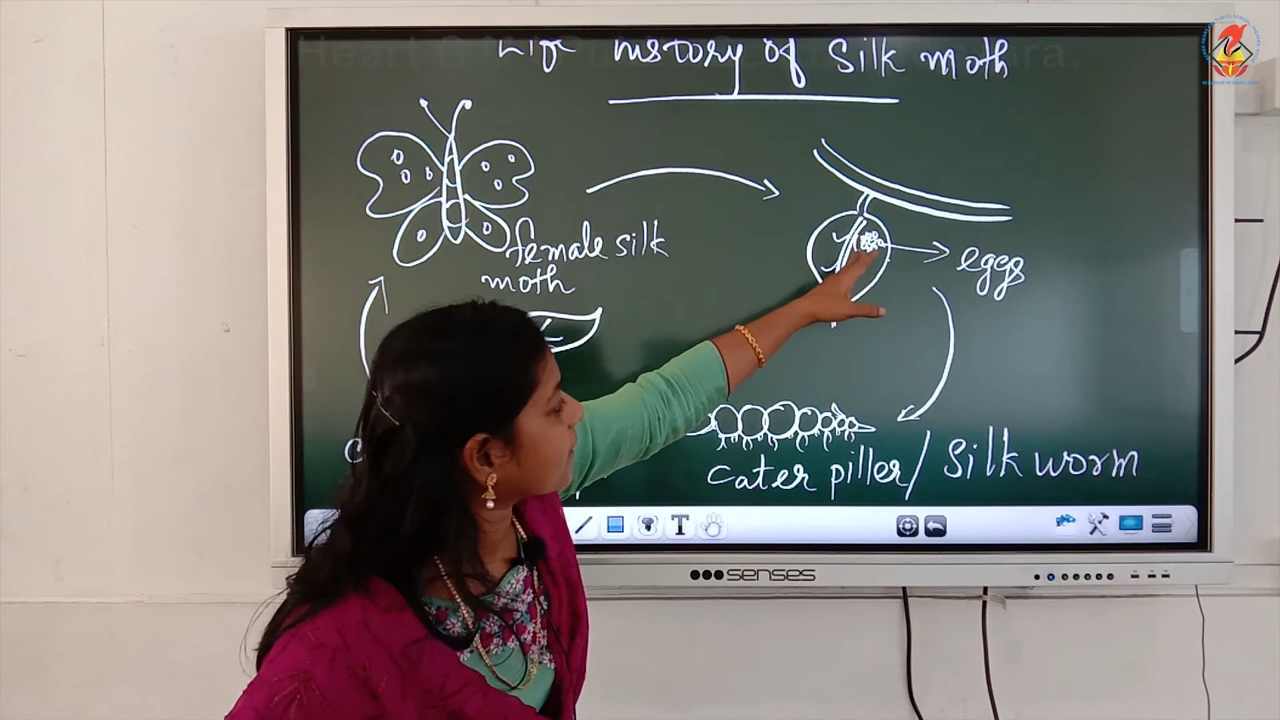 Life History of Silk moth
female silk
moth
eggs
Cater piller/ Silk worm
T
senses